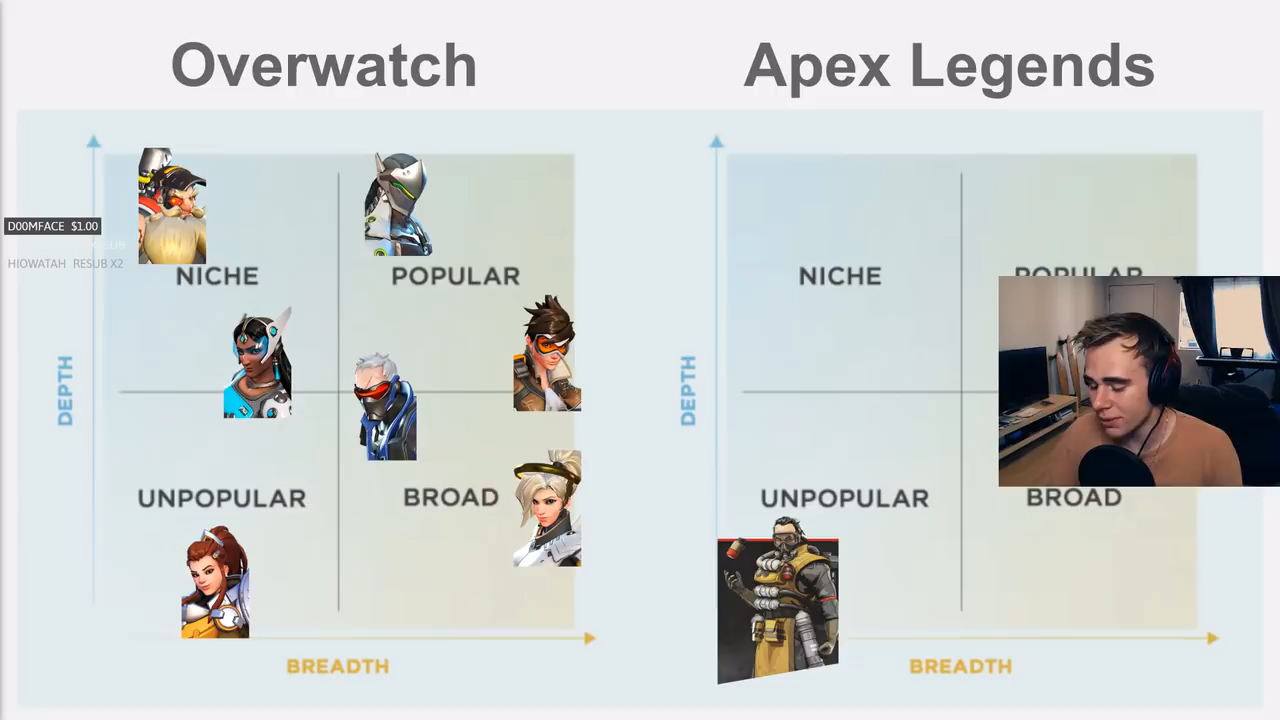 Overwatch
Apex Legends
D00MFACE $1.00
HIOWATAH RESUB X2
NICHE
POPULAR
UNPOPULAR
BROAD
DEPTH
BREADTH
NICHE
POPULAR
UNPOPULAR
BROAD
DEPTH
BREADTH